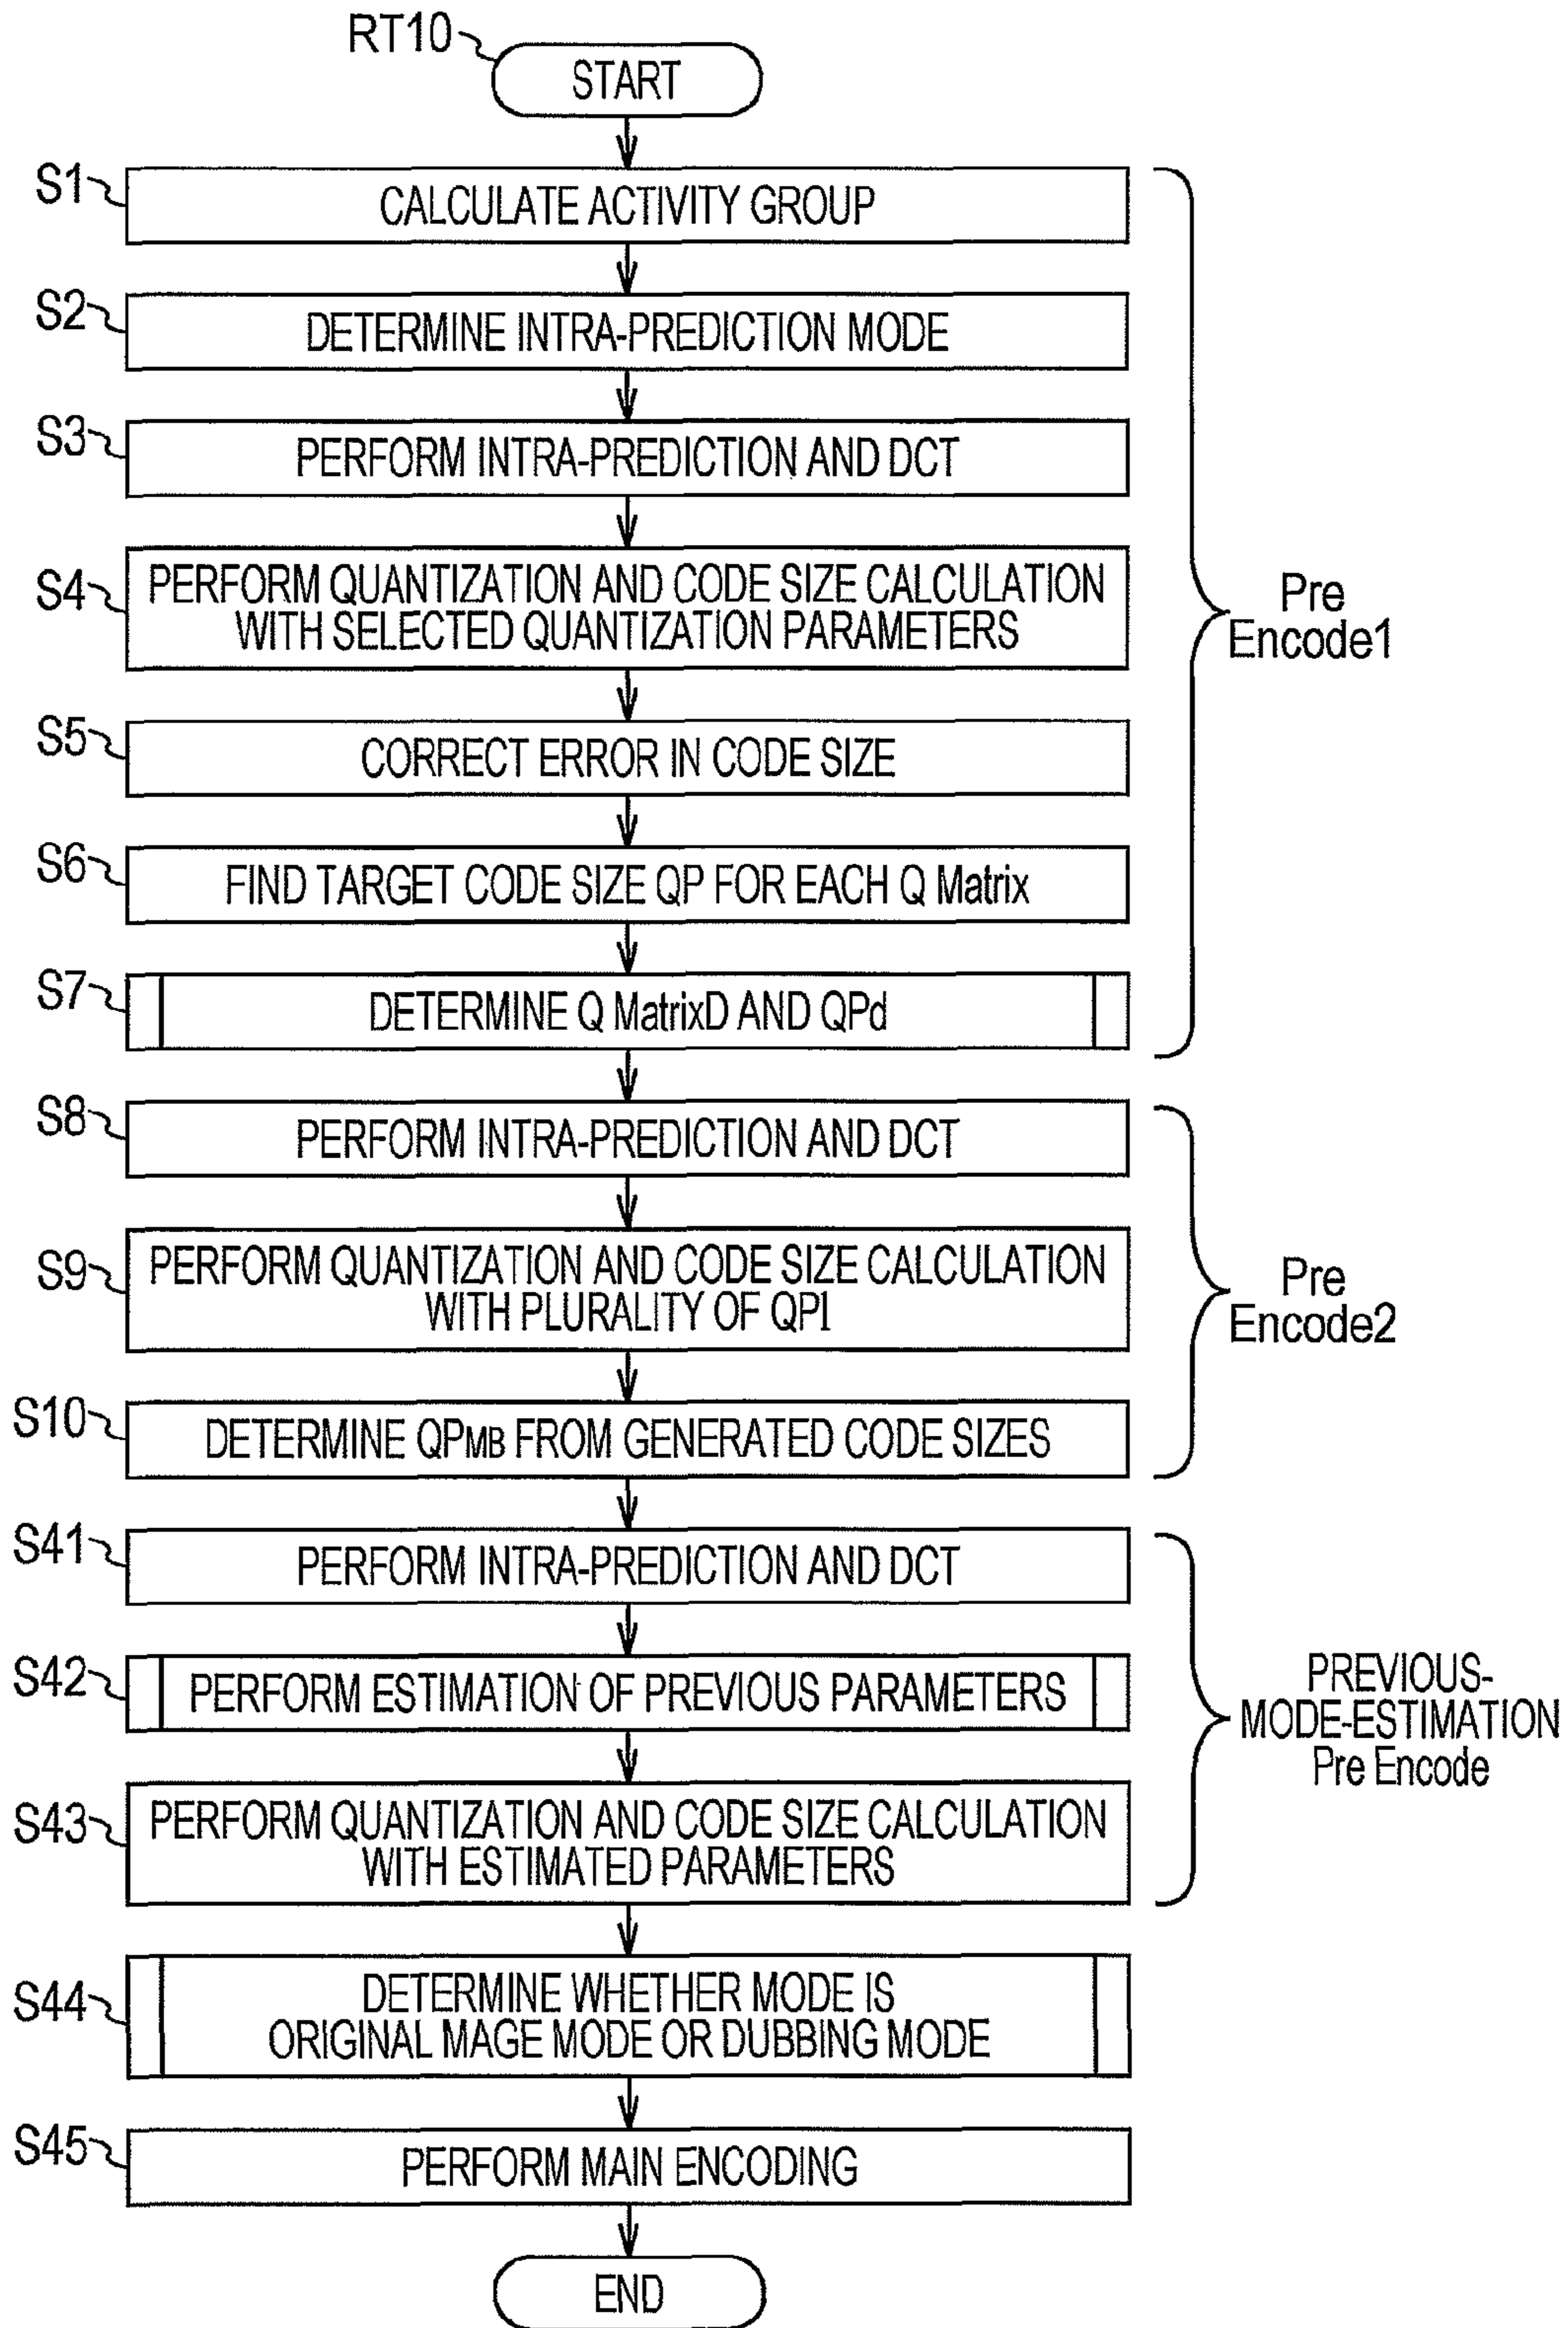 RT10
START
S1
CALCULATE ACTIVITY GROUP
S2
DETERMINE INTRA-PREDICTION MODE
S3
PERFORM INTRA-PREDICTION AND DCT
S4
PERFORM QUANTIZATION AND CODE SIZE CALCULATION
WITH SELECTED QUANTIZATION PARAMETERS
Pre
Encode1
S5
CORRECT ERROR IN CODE SIZE
S6
FIND TARGET CODE SIZE QP FOR EACH Q Matrix
S7
DETERMINE Q MatrixD AND QPd
S8
PERFORM INTRA-PREDICTION AND DCT
S9
PERFORM QUANTIZATION AND CODE SIZE CALCULATION
WITH PLURALITY OF QPI
Pre
Encode2
S10
DETERMINE QPMB FROM GENERATED CODE SIZES
S41
PERFORM INTRA-PREDICTION AND DCT
S42
PERFORM ESTIMATION OF PREVIOUS PARAMETERS
PREVIOUS-
MODE-ESTIMATION
Pre Encode
S43
PERFORM QUANTIZATION AND CODE SIZE CALCULATION
WITH ESTIMATED PARAMETERS
S44
DETERMINE WHETHER MODE IS
ORIGINAL MAGE MODE OR DUBBING MODE
S45
PERFORM MAIN ENCODING
END